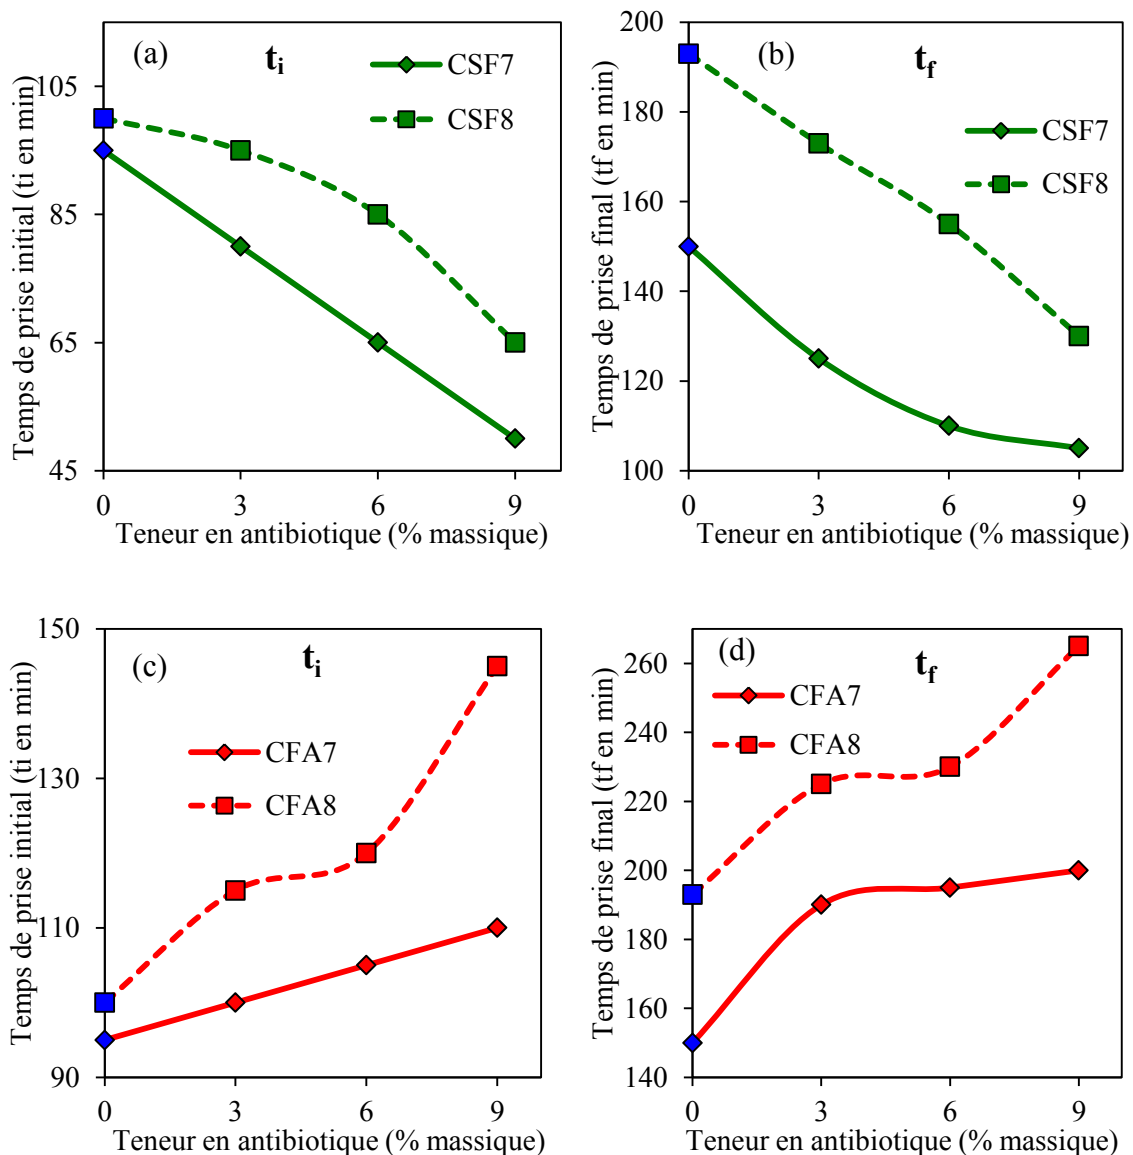 (a)
t_i
CSF7
CSF8
105
85
65
45
0 3 6 9
Temps de prise initial (ti en min)
Teneur en antibiotique (% massique)
(b)
t_f
CSF7
CSF8
200
180
160
140
120
100
0 3 6 9
Temps de prise final (tf en min)
Teneur en antibiotique (% massique)
(c)
t_i
CFA7
CFA8
150
130
110
90
0 3 6 9
Temps de prise initial (ti en min)
Teneur en antibiotique (% massique)
(d)
t_f
CFA7
CFA8
260
240
220
200
180
160
140
0 3 6 9
Temps de prise final (tf en min)
Teneur en antibiotique (% massique)